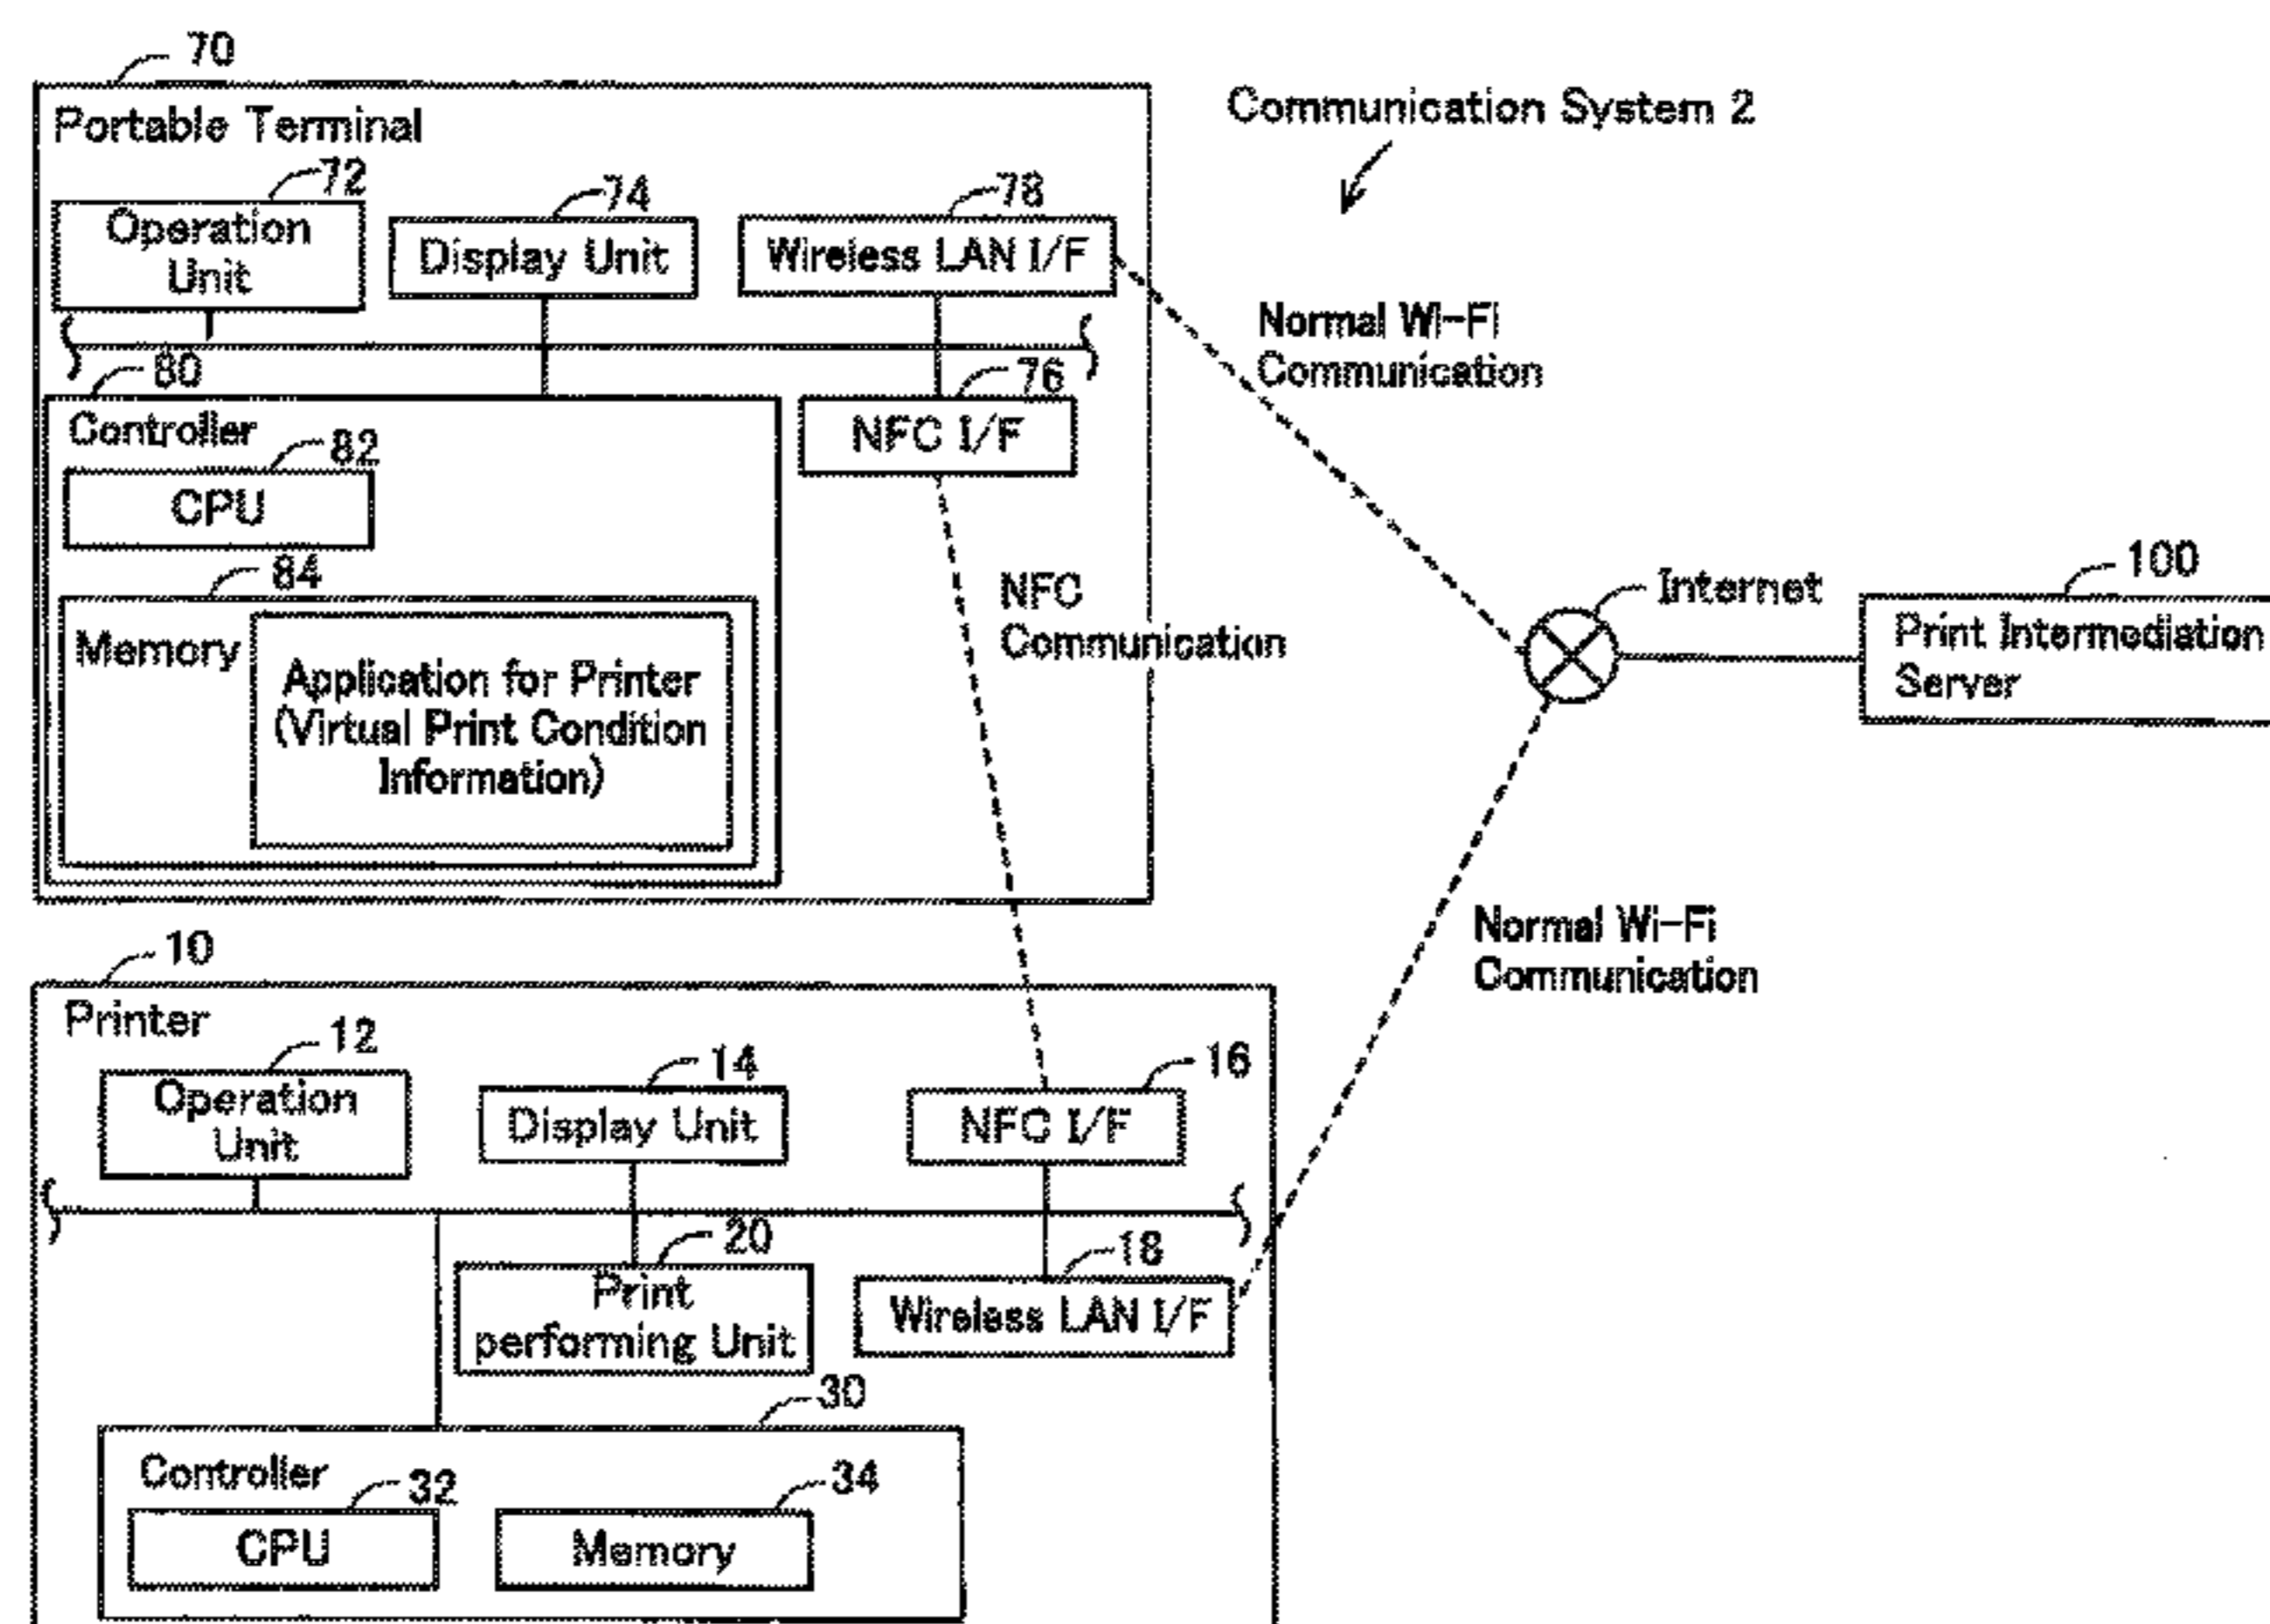 70
Portable Terminal
Communication System 2
72
74
78
Operation
Unit
Display Unit
Wireless LAN I/F
Normal Wi-Fi
Communication
80
76
Controller
NFC I/F
82
CPU
84
Memory
Application for Printer
(Virtual Print Condition
Information)
NFC
Communication
Internet
100
Print Intermediation
Server
Normal Wi-Fi
Communication
10
Printer
12
14
16
Operation
Unit
Display Unit
NFC I/F
20
18
Print
performing Unit
Wireless LAN I/F
30
Controller
32
34
CPU
Memory